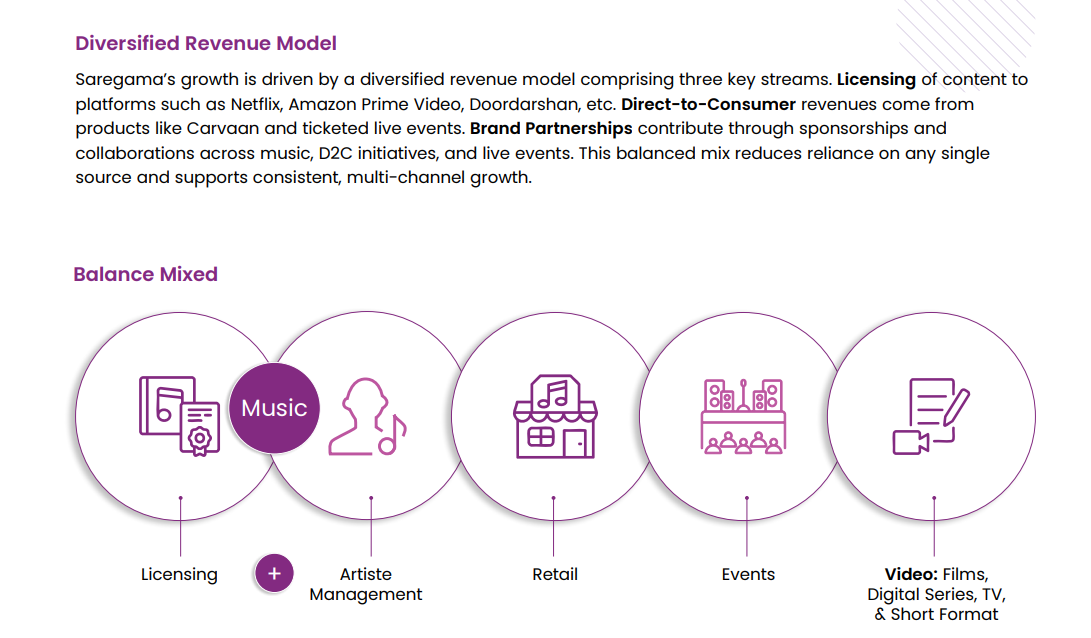 Diversified Revenue Model
Saregama’s growth is driven by a diversified revenue model comprising three key streams. Licensing of content to
platforms such as Netflix, Amazon Prime Video, Doordarshan, etc. Direct-to-Consumer revenues come from
products like Carvaan and ticketed live events. Brand Partnerships contribute through sponsorships and
collaborations across music, D2C initiatives, and live events. This balanced mix reduces reliance on any single
source and supports consistent, multi-channel growth.
Balance Mixed
Music
Licensing
+
Artiste
Management
Retail
Events
Video: Films,
Digital Series, TV,
& Short Format